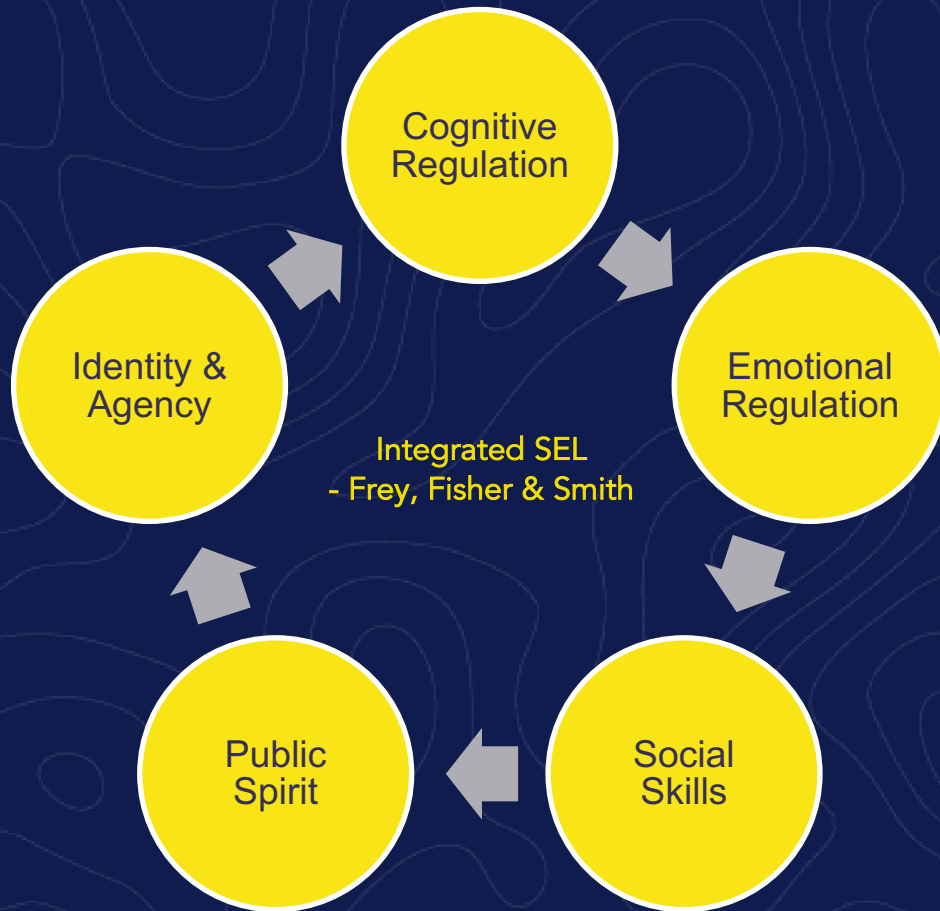 Cognitive
Regulation
Identity &
Agency
Emotional
Regulation
Integrated SEL
- Frey, Fisher & Smith
Public
Spirit
Social
Skills